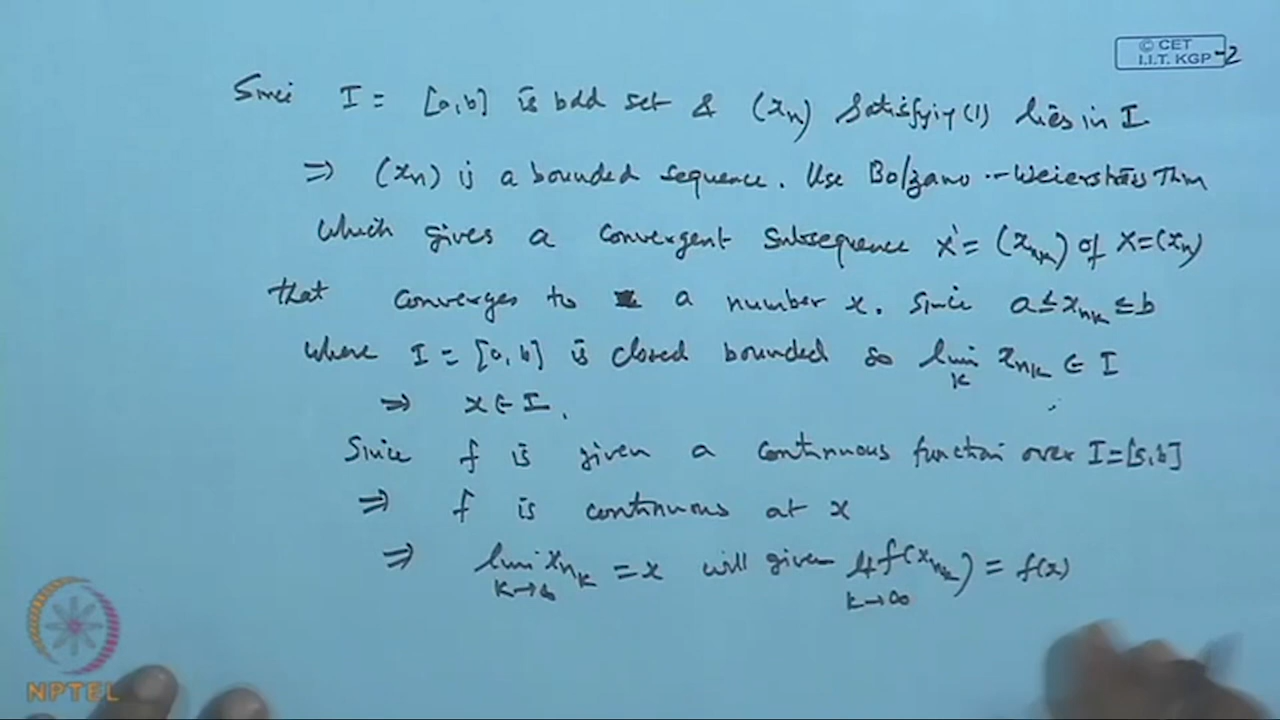 © CET
I.I.T. KGP -2
Since I = [a,b] is bdd set & (xₙ) satisfying (1) lies in I
⇒ (xₙ) is a bounded sequence. Use Bolzano-Weierstrass Thm
which gives a convergent subsequence X' = (xₙₖ) of X=(xₙ)
that converges to a number x. Since a≤xₙₖ≤b
where I = [a,b] is closed bounded so lim xₙₖ ∈ I
k
⇒ x∈I.
Since f is given a continuous function over I=[a,b]
⇒ f is continuous at x
⇒ lim xₙₖ = x will given Lt f(xₙₖ) = f(x)
k→∞ k→∞
NPTEL